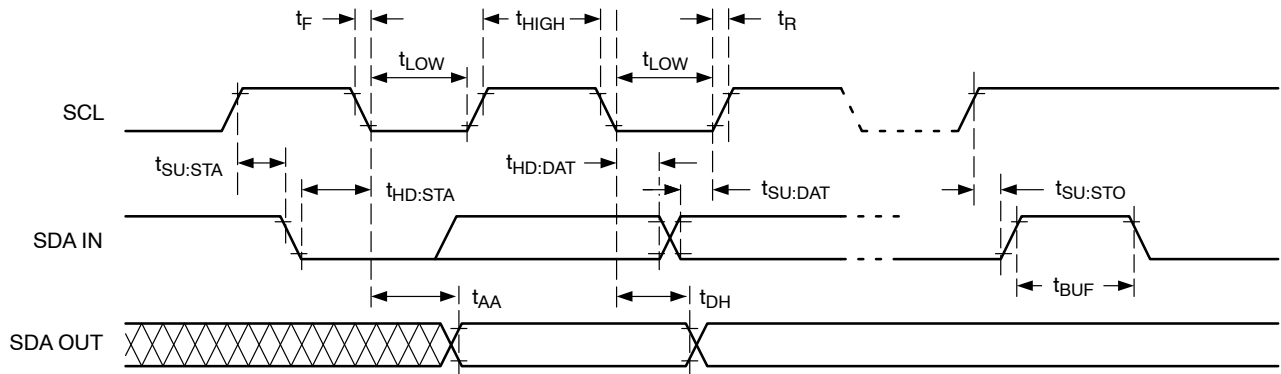 tF
tHIGH
tR
tLOW
tLOW
SCL
tSU:STA
tHD:STA
tHD:DAT
tSU:DAT
tSU:STO
SDA IN
tBUF
tAA
tDH
SDA OUT